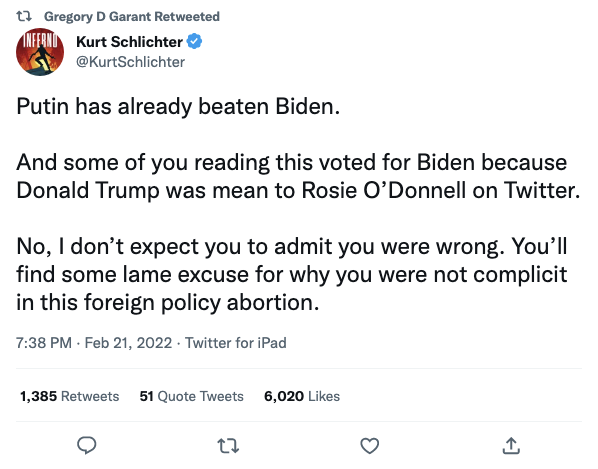 Gregory D Garant Retweeted
INFERNO
Kurt Schlichter
@KurtSchlichter
Putin has already beaten Biden.
And some of you reading this voted for Biden because
Donald Trump was mean to Rosie O’Donnell on Twitter.
No, I don’t expect you to admit you were wrong. You’ll
find some lame excuse for why you were not complicit
in this foreign policy abortion.
7:38 PM · Feb 21, 2022 · Twitter for iPad
1,385 Retweets 51 Quote Tweets 6,020 Likes